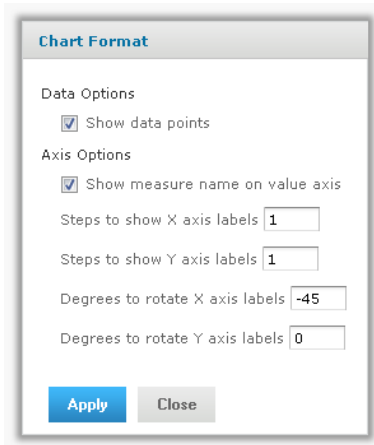 Chart Format
Data Options
Show data points
Axis Options
Show measure name on value axis
Steps to show X axis labels 1
Steps to show Y axis labels 1
Degrees to rotate X axis labels -45
Degrees to rotate Y axis labels 0
Apply Close